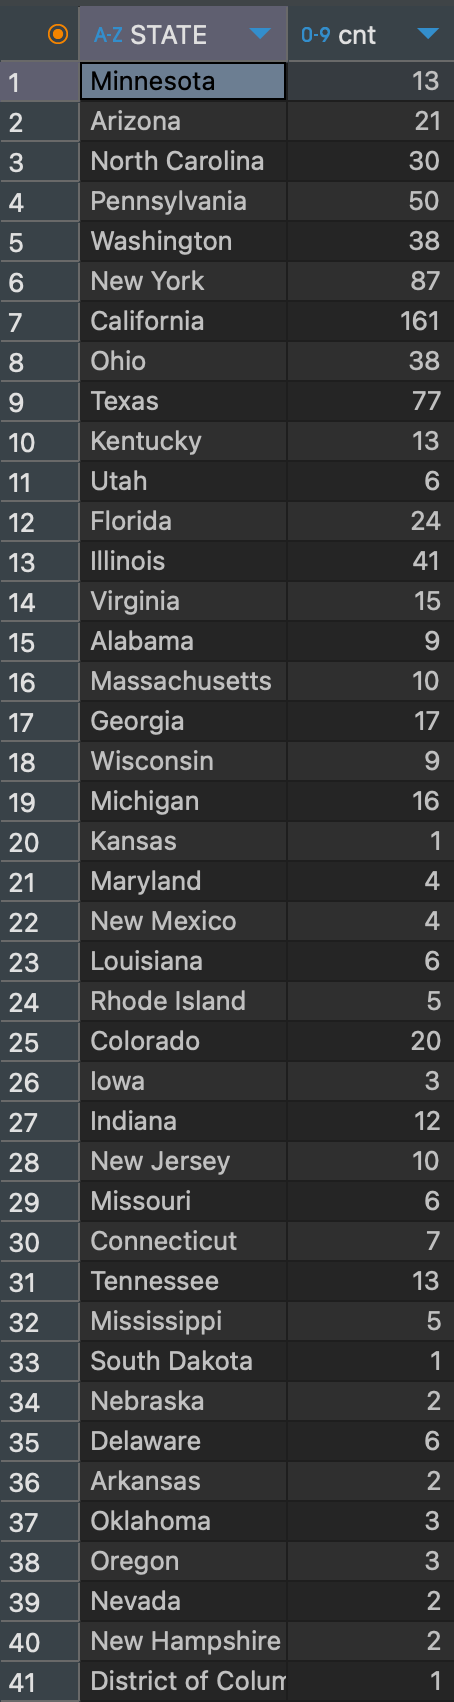 A-Z STATE 0-9 cnt
1 Minnesota 13
2 Arizona 21
3 North Carolina 30
4 Pennsylvania 50
5 Washington 38
6 New York 87
7 California 161
8 Ohio 38
9 Texas 77
10 Kentucky 13
11 Utah 6
12 Florida 24
13 Illinois 41
14 Virginia 15
15 Alabama 9
16 Massachusetts 10
17 Georgia 17
18 Wisconsin 9
19 Michigan 16
20 Kansas 1
21 Maryland 4
22 New Mexico 4
23 Louisiana 6
24 Rhode Island 5
25 Colorado 20
26 Iowa 3
27 Indiana 12
28 New Jersey 10
29 Missouri 6
30 Connecticut 7
31 Tennessee 13
32 Mississippi 5
33 South Dakota 1
34 Nebraska 2
35 Delaware 6
36 Arkansas 2
37 Oklahoma 3
38 Oregon 3
39 Nevada 2
40 New Hampshire 2
41 District of Colum 1